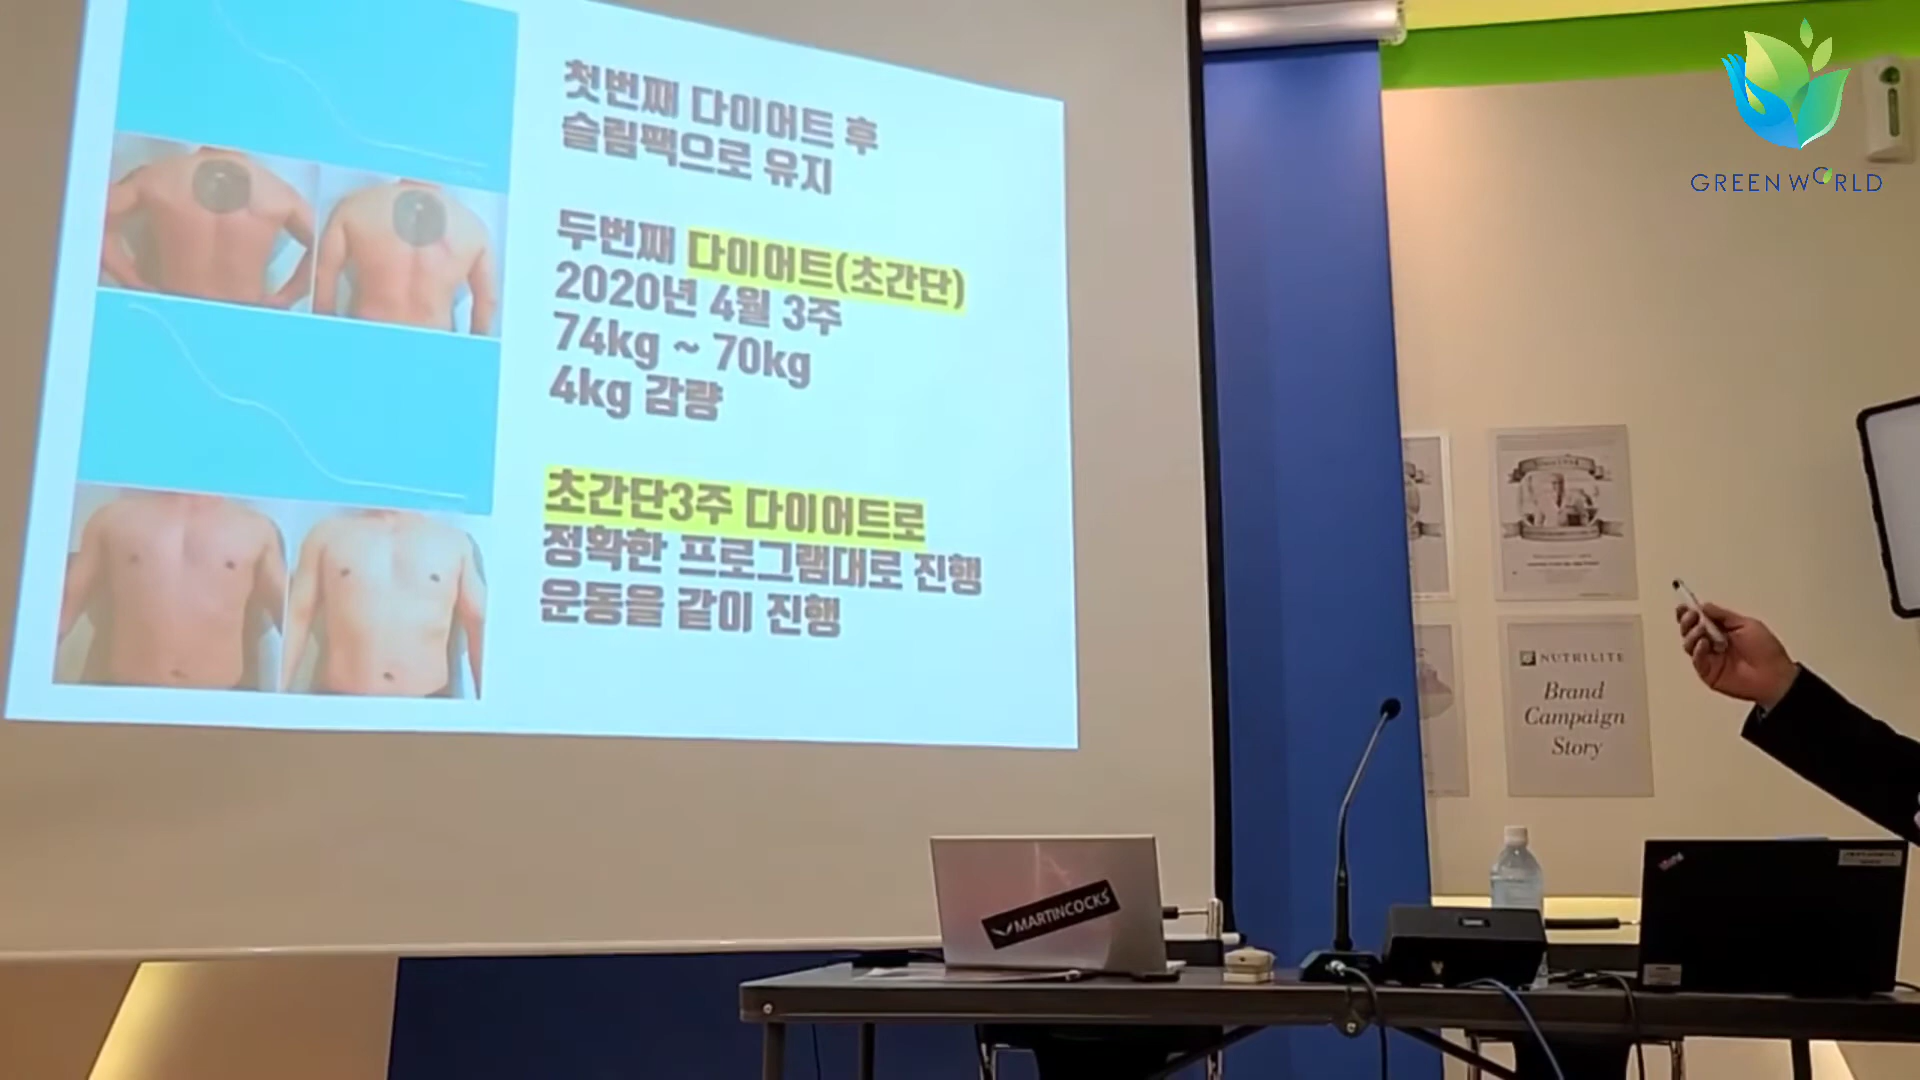 첫번째 다이어트 후
슬림팩으로 유지
두번째 다이어트(초간단)
2020년 4월 3주
74kg ~ 70kg
4kg 감량
초간단3주 다이어트로
정확한 프로그램대로 진행
운동을 같이 진행
GREEN WORLD
NUTRILITE
Brand
Campaign
Story
MARTINCOCKS